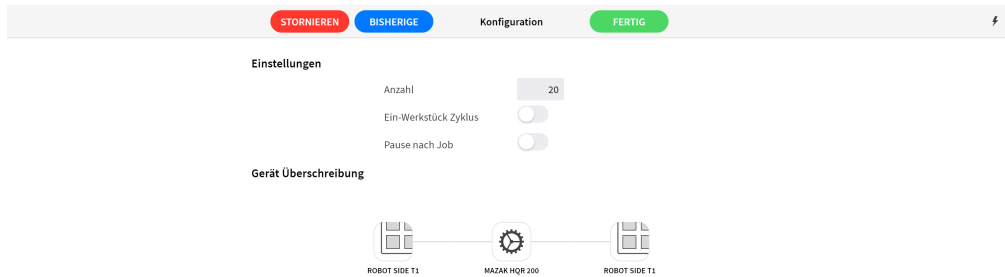 STORNIEREN BISHERIGE Konfiguration FERTIG
Einstellungen
Anzahl 20
Ein-Werkstück Zyklus
Pause nach Job
Gerät Überschreibung
ROBOT SIDE T1 MAZAK HQR 200 ROBOT SIDE T1